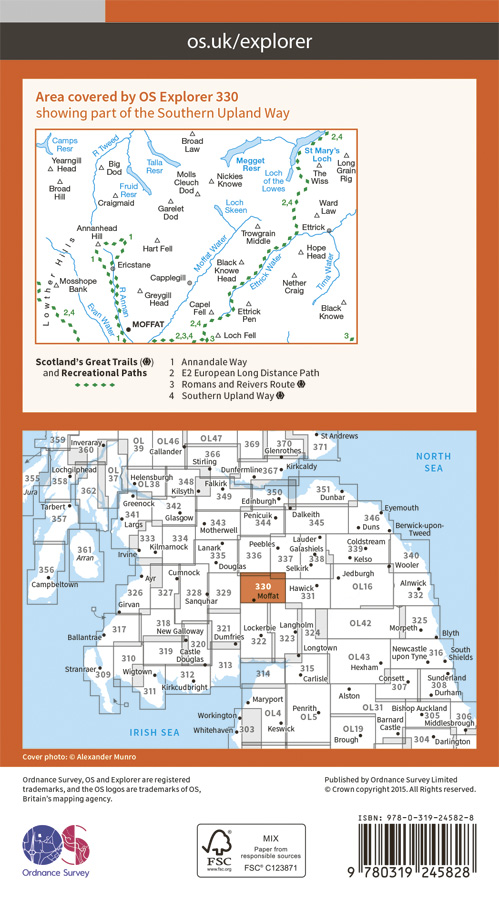 os.uk/explorer
Area covered by OS Explorer 330
showing part of the Southern Upland Way
Camps
Resr
R Tweed
Broad
Law
2,4
Yearngill
Head
Big
Dod
Talla
Resr
Megget
Resr
St Mary's
Loch
Long
Grain
Rig
Molls
Cleuch
Dod
Nickies
Knowe
Loch
of the
Lowes
The
Wiss
Broad
Hill
Fruid
Resr
Craigmaid
Garelet
Dod
Loch
Skeen
2,4
Ward
Law
Annanhead
Hill
Ettrick
Hart Fell
Trowgrain
Middle
Hope
Head
1
1
Ericstane
Moffat Water
Black
Knowe
Head
Ettrick Water
Tima Water
Lowther Hills
Mosshope
Bank
Capplegill
Nether
Craig
R Annan
Greygill
Head
Evan Water
Capel
Fell
Ettrick
Pen
Black
Knowe
2,4
MOFFAT
2,4
2,3,4
3
Loch Fell
3
Scotland's Great Trails ( )
and Recreational Paths
1 Annandale Way
2 E2 European Long Distance Path
3 Romans and Reivers Route
4 Southern Upland Way
359
Inveraray
360
OL
39
OL46
Callander
OL47
366
Stirling
369
370
Glenrothes
St Andrews
371
NORTH
SEA
Lochgilphead
355
Jura
358
362
OL
37
Helensburgh
OL38
348
Kilsyth
Falkirk
349
Dunfermline
367
Kirkcaldy
Tarbert
357
Greenock
341
Largs
342
Glasgow
350
Edinburgh
351
Dunbar
343
Motherwell
Penicuik
344
Dalkeith
345
Eyemouth
346
Duns
Berwick-upon-
Tweed
361
Arran
Irvine
333
Kilmarnock
334
Lanark
335
Douglas
Peebles
336
Lauder
Galashiels
337
338
Selkirk
Coldstream
339
Kelso
340
Wooler
356
Campbeltown
Ayr
Cumnock
326
327
328
Sanquhar
329
330
Moffat
Hawick
331
Jedburgh
OL16
Alnwick
332
Girvan
Ballantrae
317
318
New Galloway
319
320
Castle
Douglas
321
Dumfries
Lockerbie
322
Langholm
323
324
OL42
325
Morpeth
Blyth
Stranraer
309
310
Wigtown
311
312
Kirkcudbright
313
314
Longtown
315
Carlisle
OL43
Hexham
Newcastle
upon Tyne
316
South
Shields
Consett
307
Sunderland
308
Durham
IRISH SEA
Maryport
Workington
Whitehaven
303
OL4
Keswick
Penrith
OL5
Alston
OL31
OL19
Brough
Barnard
Castle
Bishop Auckland
305
Middlesbrough
306
304
Darlington
Cover photo: © Alexander Munro
Ordnance Survey, OS and Explorer are registered
trademarks, and the OS logos are trademarks of OS,
Britain's mapping agency.
Published by Ordnance Survey Limited
© Crown copyright 2015. All Rights reserved.
OS
Ordnance Survey
FSC
www.fsc.org
MIX
Paper from
responsible sources
FSC® C123871
ISBN: 978-0-319-24582-8
9 780319 245828